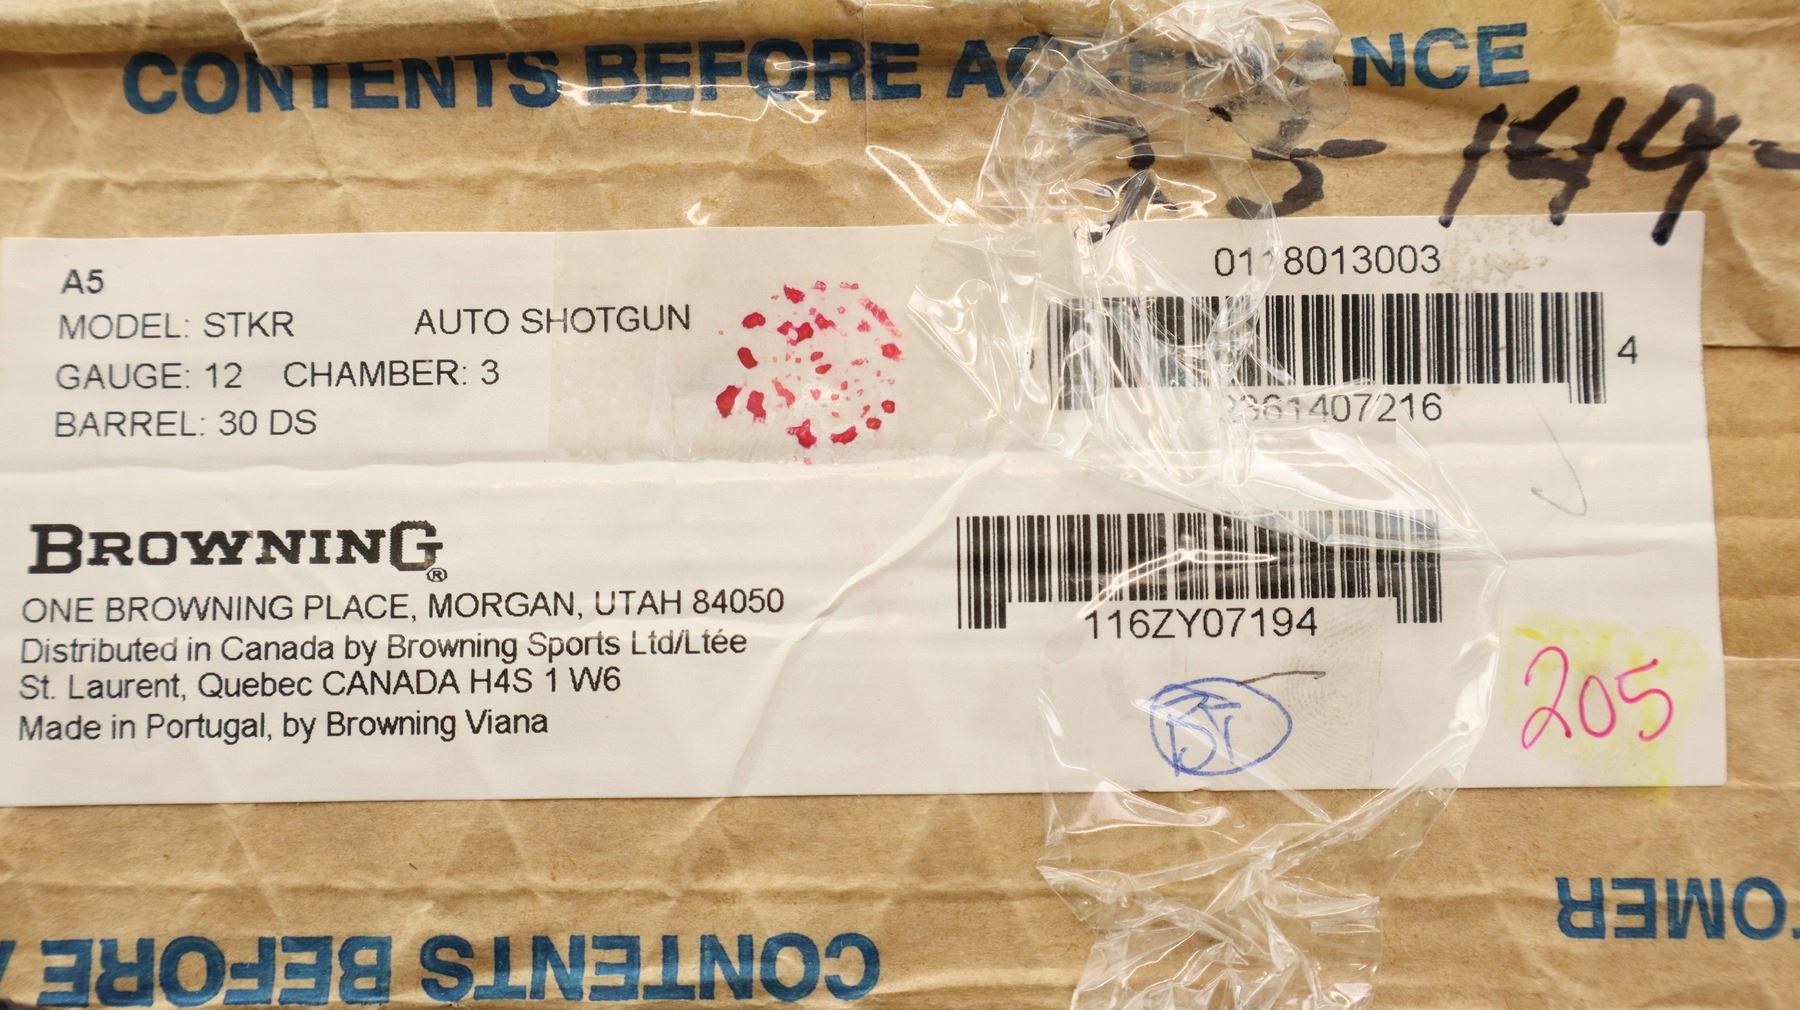 CONTENTS BEFORE NCE
149-
A5
MODEL: STKR AUTO SHOTGUN
GAUGE: 12 CHAMBER: 3
BARREL: 30 DS
0118013003
4
61407216
BROWNING®
ONE BROWNING PLACE, MORGAN, UTAH 84050
Distributed in Canada by Browning Sports Ltd/Ltée
St. Laurent, Quebec CANADA H4S 1 W6
Made in Portugal, by Browning Viana
116ZY07194
205
OMER
CONTENTS BEFORE